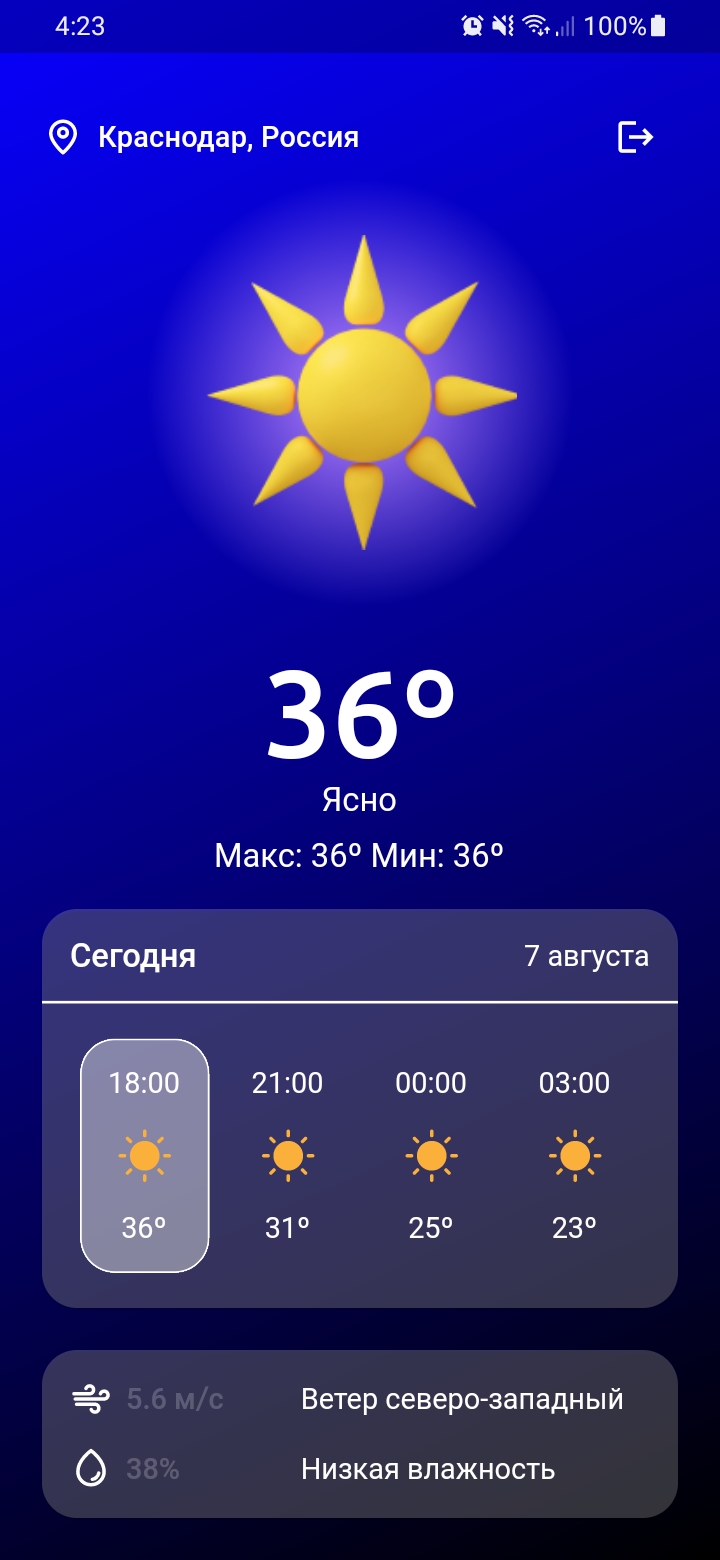 4:23 100%
Краснодар, Россия
36º
Ясно
Макс: 36º Мин: 36º
Сегодня 7 августа
18:00 21:00 00:00 03:00
36º 31º 25º 23º
5.6 м/с Ветер северо-западный
38% Низкая влажность